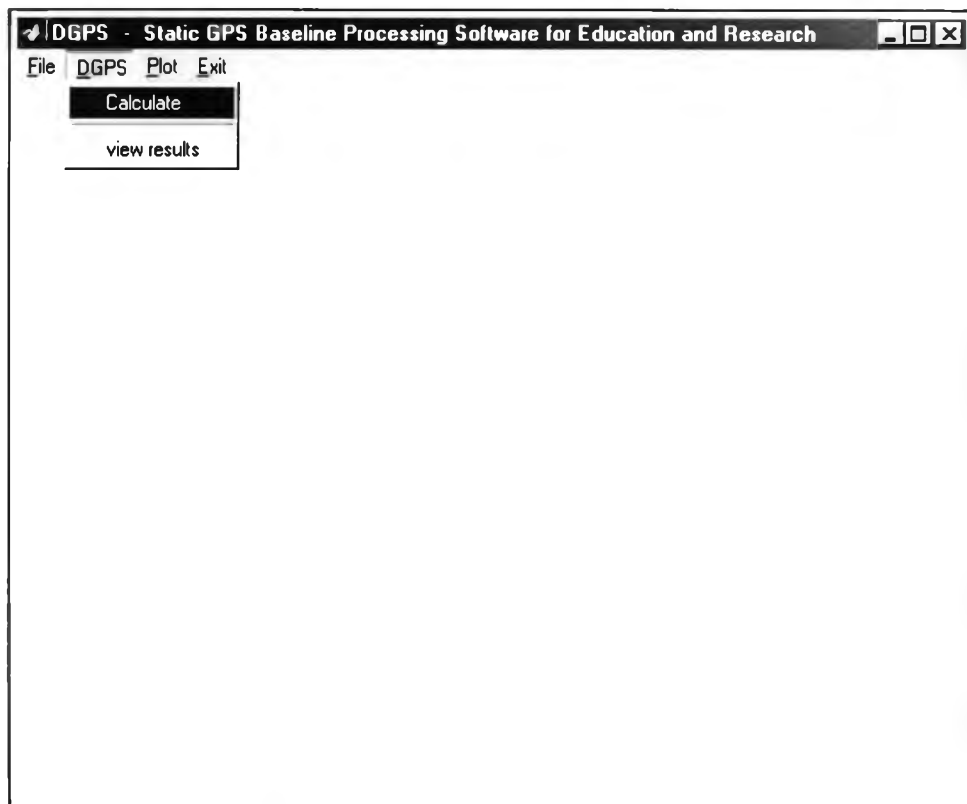 DGPS - Static GPS Baseline Processing Software for Education and Research
File DGPS Plot Exit
Calculate
view results